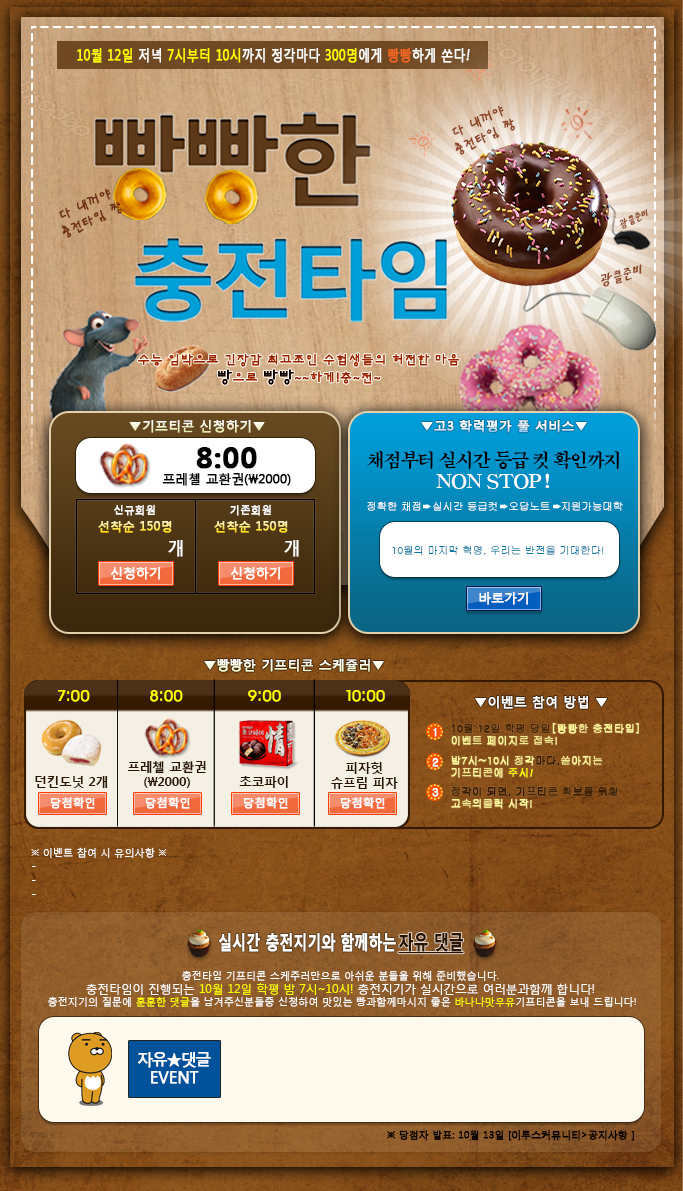 10월 12일 저녁 7시부터 10시까지 정각마다 300명에게 빵빵하게 쏜다!
다 내꺼야
충전타임 짱
빵빵한
다 내꺼야
충전타임 짱
광클준비
충전타임
광클준비
수능 임박으로 긴장감 최고조인 수험생들의 허전한 마음
빵으로 빵빵~~하게!충~전~
▼기프티콘 신청하기▼
8:00
프레첼 교환권(₩2000)
신규회원 기존회원
선착순 150명 선착순 150명
개 개
신청하기 신청하기
▼고3 학력평가 풀 서비스▼
채점부터 실시간 등급 컷 확인까지
NON STOP!
정확한 채점➨실시간 등급컷➨오답노트➨지원가능대학
10월의 마지막 혁명, 우리는 반전을 기대한다!
바로가기
▼빵빵한 기프티콘 스케쥴러▼
7:00 8:00 9:00 10:00
情
던킨도넛 2개
프레첼 교환권
(₩2000)
초코파이
피자헛
슈프림 피자
당첨확인 당첨확인 당첨확인 당첨확인
▼이벤트 참여 방법 ▼
1 10월 12일 학평 당일[빵빵한 충전타임]
이벤트 페이지로 접속!
2 밤7시~10시 정각마다.쏟아지는
기프티콘에 주시!
3 정각이 되면, 기프티콘 확보를 위한
고속의클릭 시작!
※ 이벤트 참여 시 유의사항 ※
-
-
-
실시간 충전지기와 함께하는자유 댓글
충전타임 기프티콘 스케주러만으로 아쉬운 분들을 위해 준비했습니다.
충전타임이 진행되는 10월 12일 학평 밤 7시~10시! 충전지기가 실시간으로 여러분과함께 합니다!
충전지기의 질문에 훈훈한 댓글을 남겨주신분들중 신청하여 맛있는 빵과함께마시지 좋은 바나나맛우유기프티콘을 보내 드립니다!
자유★댓글
EVENT
※ 당첨자 발표: 10월 13일 [이투스커뮤니티>공지사항 ]